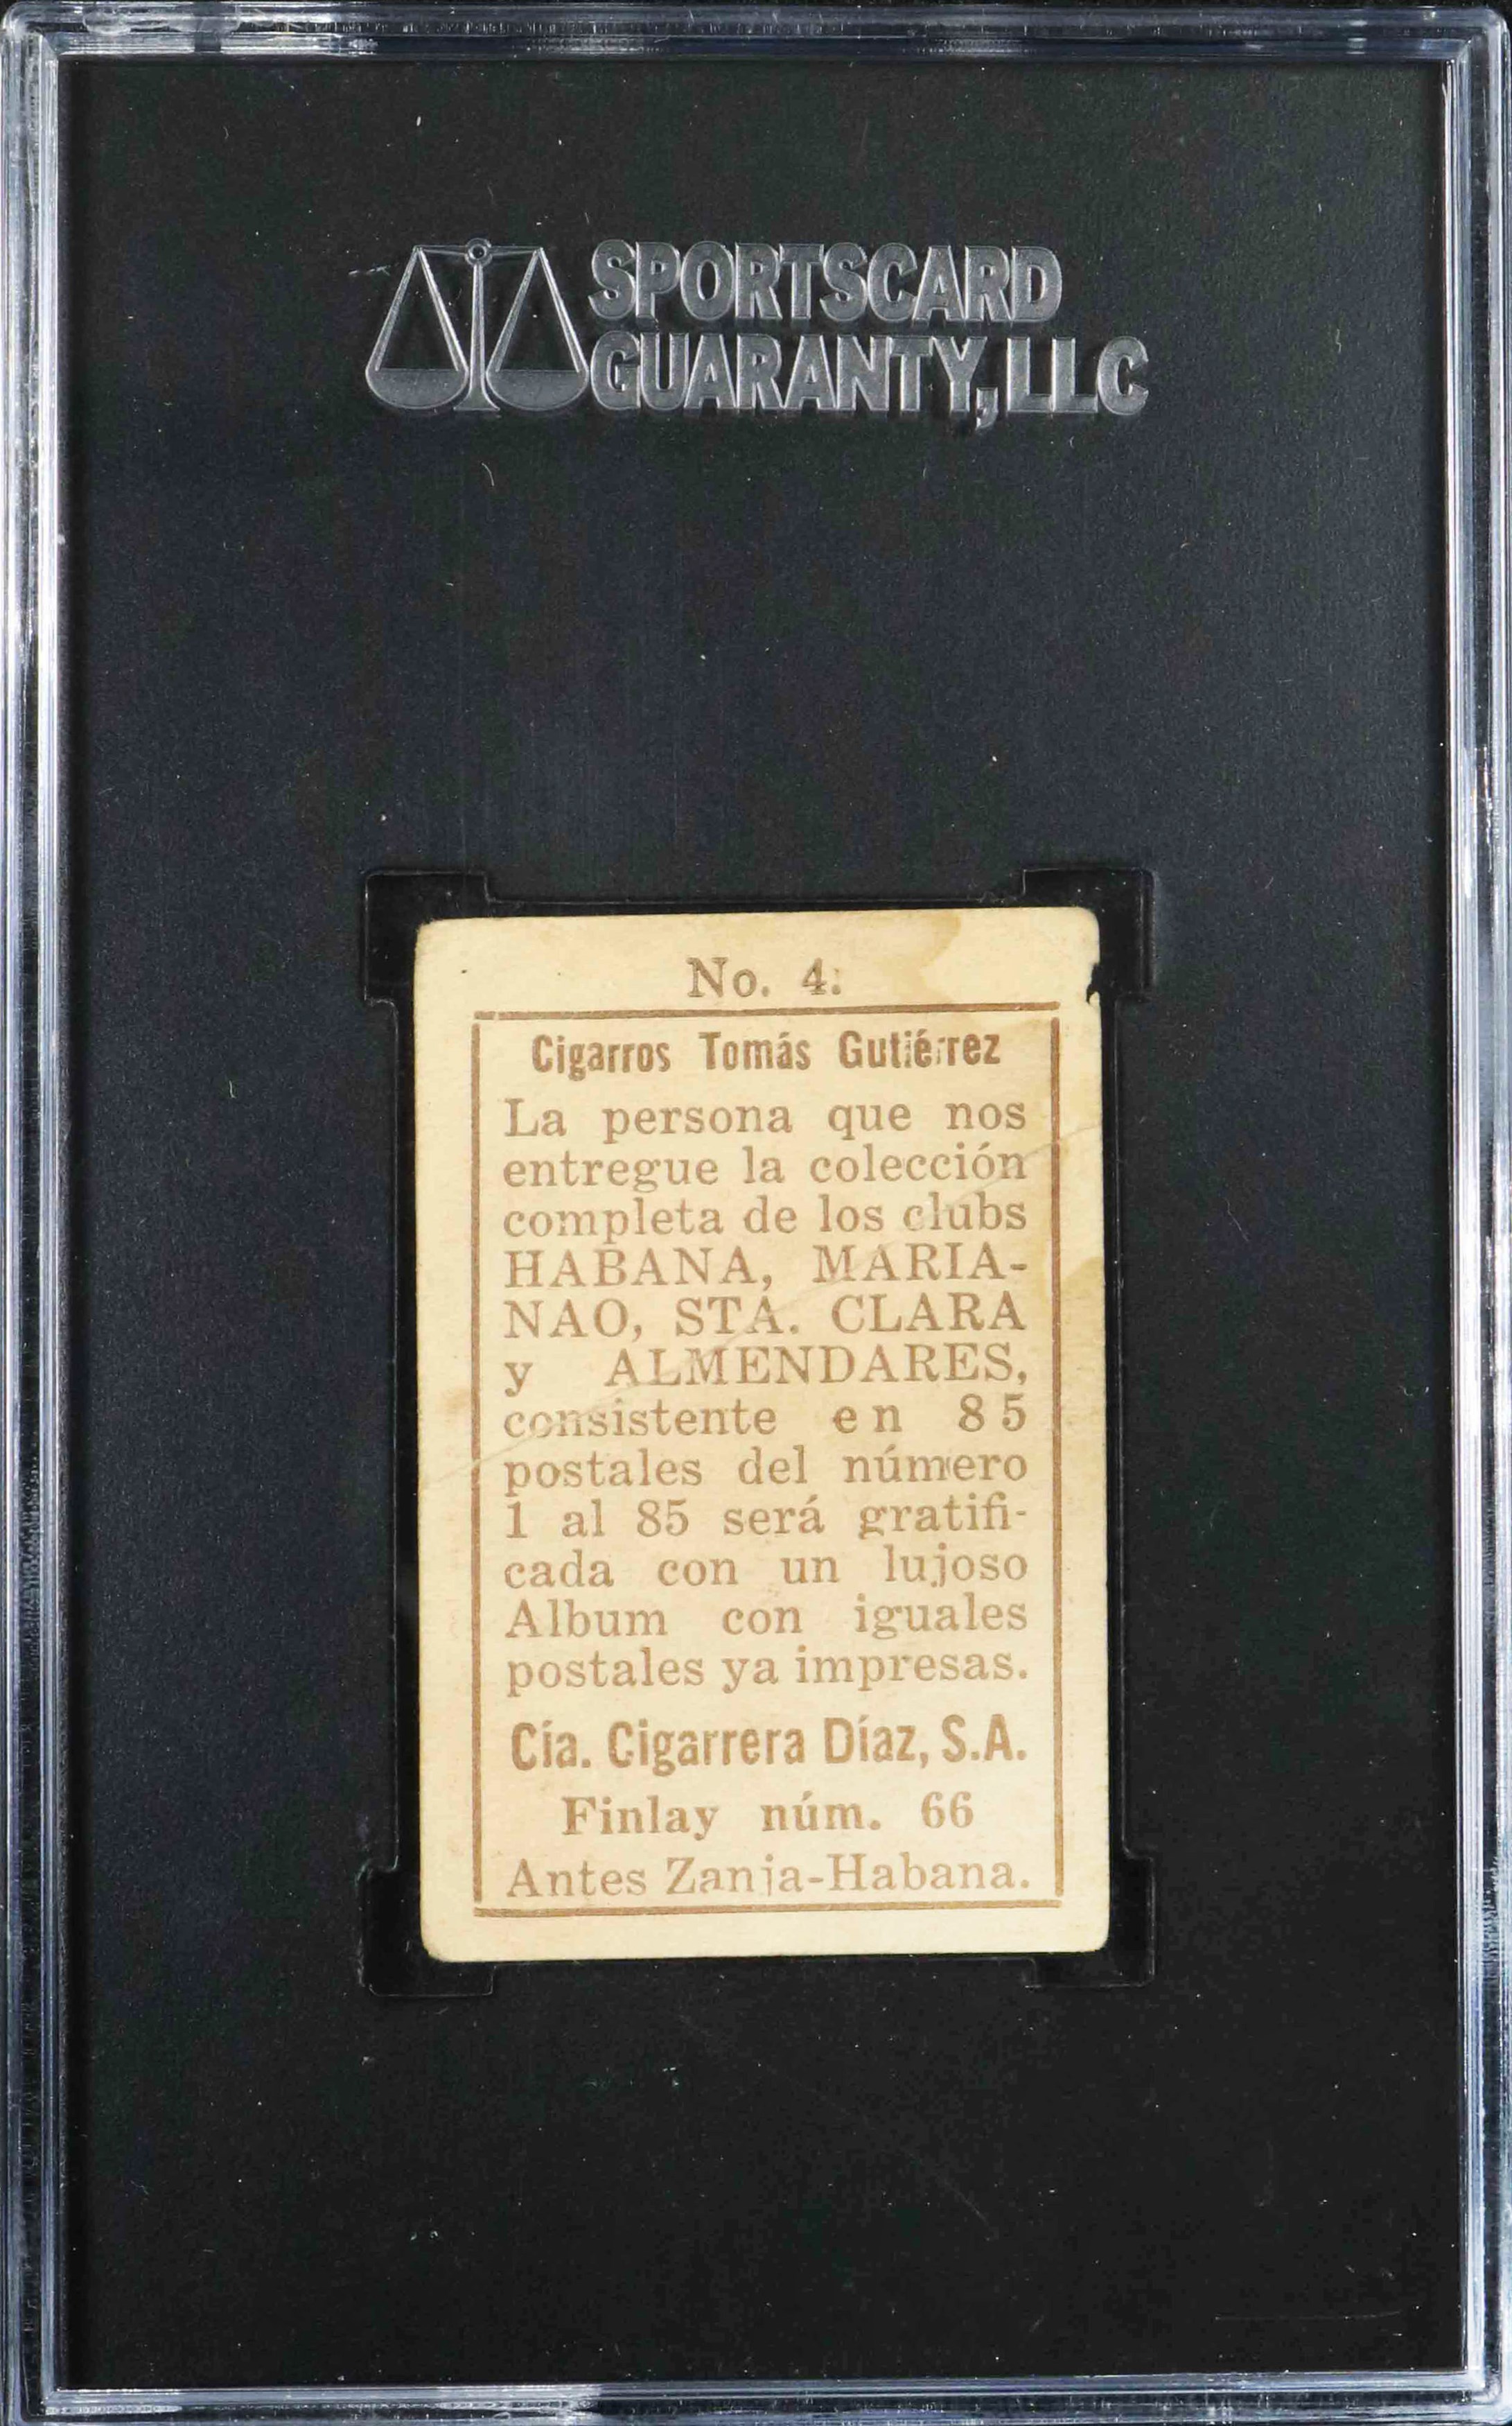 SPORTSCARD
GUARANTY, LLC
No. 4.
Cigarros Tomás Gutiérrez
La persona que nos
entregue la colección
completa de los clubs
HABANA, MARIA-
NAO, STA. CLARA
y ALMENDARES,
consistente en 85
postales del número
1 al 85 será gratifi-
cada con un lujoso
Album con iguales
postales ya impresas.
Cía. Cigarrera Díaz, S.A.
Finlay núm. 66
Antes Zanja-Habana.